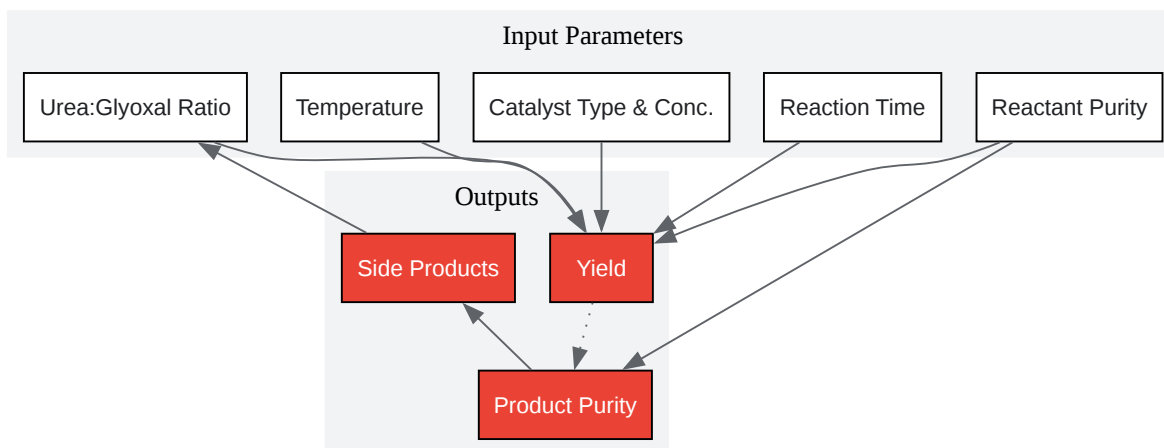 Input Parameters
Urea:Glyoxal Ratio
Temperature
Catalyst Type & Conc.
Reaction Time
Reactant Purity
Outputs
Side Products
Yield
Product Purity